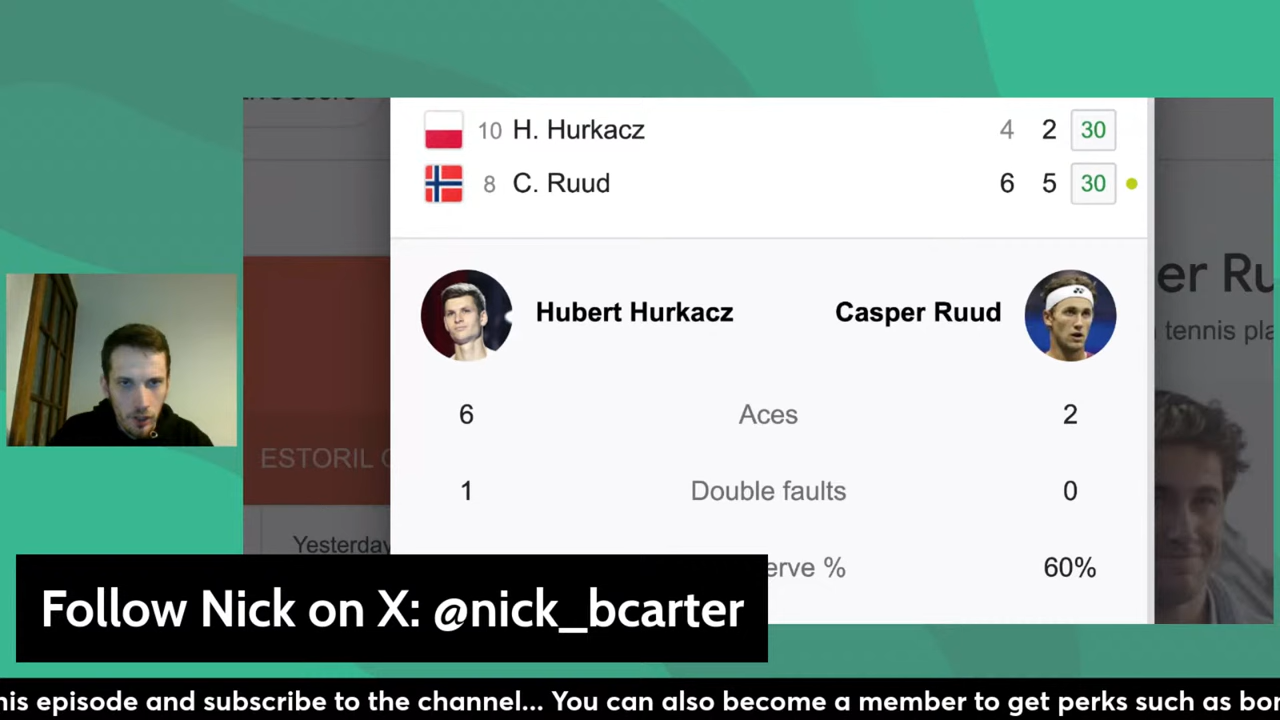 10 H. Hurkacz 4 2 30
8 C. Ruud 6 5 30
er Ru
Hubert Hurkacz Casper Ruud
tennis pla
6 Aces 2
ESTORIL
1 Double faults 0
Yesterday
erve % 60%
Follow Nick on X: @nick_bcarter
his episode and subscribe to the channel... You can also become a member to get perks such as bor